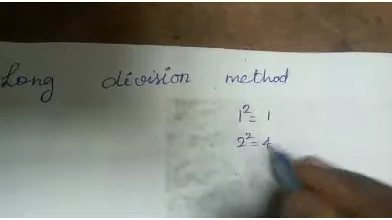 Long division method
1²= 1
2²= 4